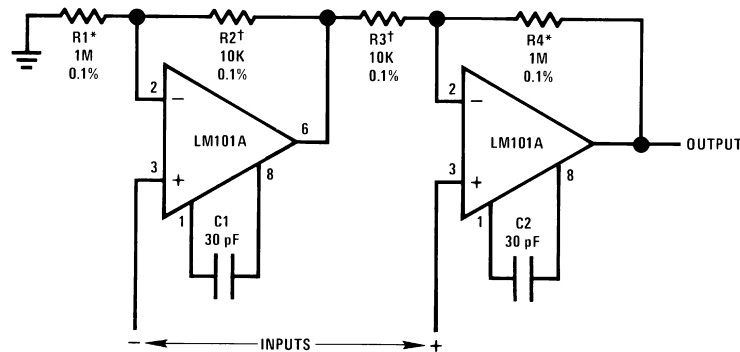 R1*
1M
0.1%
R2†
10K
0.1%
R3†
10K
0.1%
R4*
1M
0.1%
2
−
LM101A
6
3
+
1
8
C1
30 pF
2
−
LM101A
3
+
1
8
C2
30 pF
OUTPUT
− INPUTS +